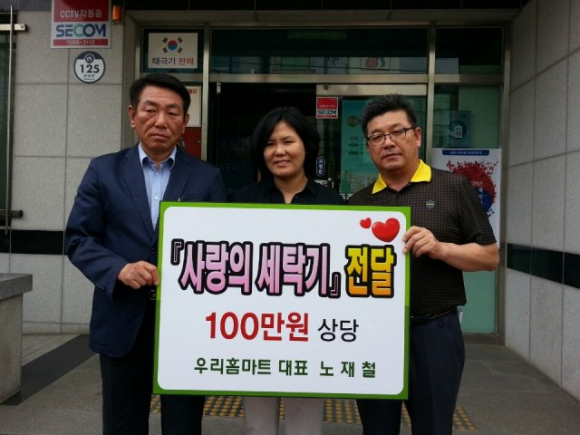 CCTV작동중
SECOM
125
태극기 판매
SECOM
『사랑의 세탁기』 전달
100만원 상당
우리홈마트 대표 노재철